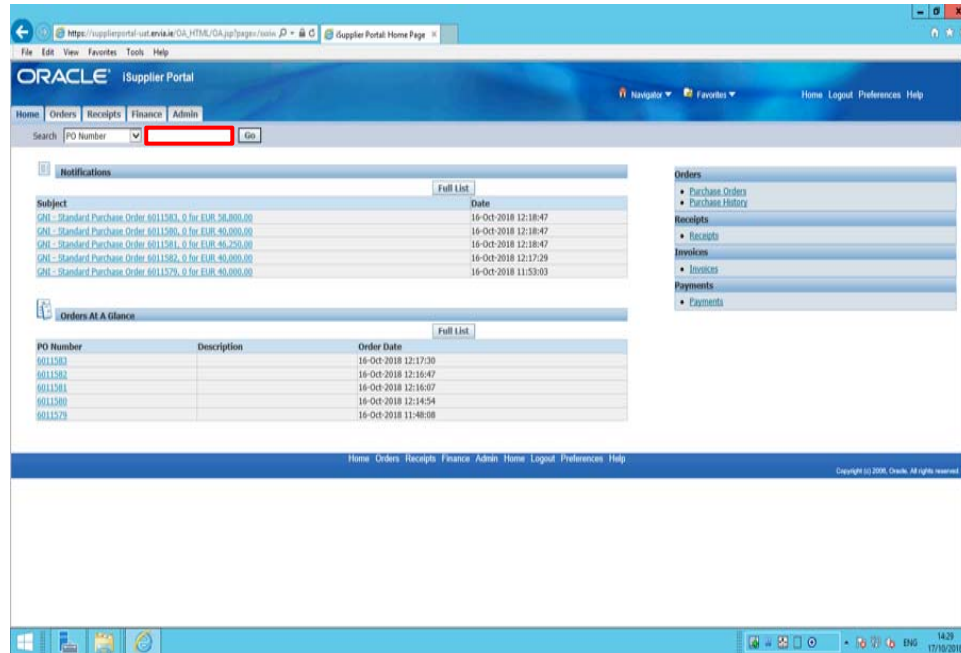 https://supplierportal-uat.ervia.ie/OA_HTML/OA.jsp?page=/
iSupplier Portal: Home Page
File Edit View Favorites Tools Help
ORACLE iSupplier Portal
Navigator Favorites Home Logout Preferences Help
Home Orders Receipts Finance Admin
Search PO Number Go
Notifications
Full List
Subject Date
GNI - Standard Purchase Order 6011583, 0 for EUR 58,800.00 16-Oct-2018 12:18:47
GNI - Standard Purchase Order 6011580, 0 for EUR 40,000.00 16-Oct-2018 12:18:47
GNI - Standard Purchase Order 6011581, 0 for EUR 46,250.00 16-Oct-2018 12:18:47
GNI - Standard Purchase Order 6011582, 0 for EUR 40,000.00 16-Oct-2018 12:17:29
GNI - Standard Purchase Order 6011579, 0 for EUR 40,000.00 16-Oct-2018 11:53:03
Orders At A Glance
Full List
PO Number Description Order Date
6011583 16-Oct-2018 12:17:30
6011582 16-Oct-2018 12:16:47
6011581 16-Oct-2018 12:16:07
6011580 16-Oct-2018 12:14:54
6011579 16-Oct-2018 11:48:08
Orders
Purchase Orders
Purchase History
Receipts
Receipts
Invoices
Invoices
Payments
Payments
Home Orders Receipts Finance Admin Home Logout Preferences Help
Copyright (c) 2006, Oracle. All rights reserved.
ENG 14:29
17/10/2018